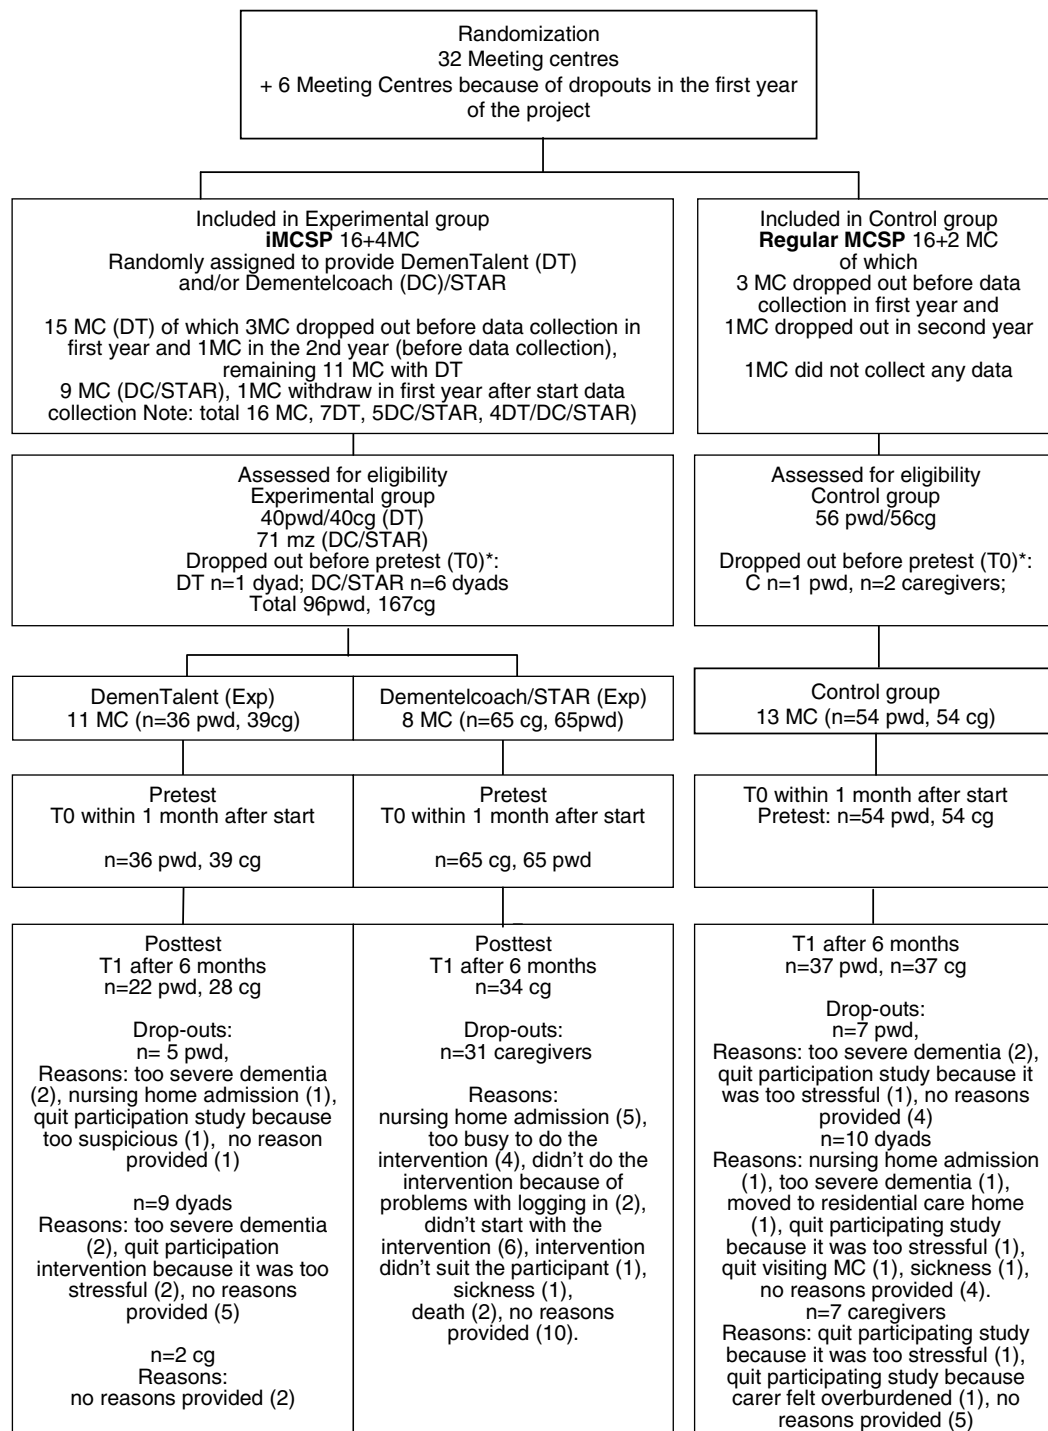 Randomization
32 Meeting centres
+ 6 Meeting Centres because of dropouts in the first year
of the project
Included in Experimental group
iMCSP 16+4MC
Randomly assigned to provide DemenTalent (DT)
and/or Dementelcoach (DC)/STAR
15 MC (DT) of which 3MC dropped out before data collection in
first year and 1MC in the 2nd year (before data collection),
remaining 11 MC with DT
9 MC (DC/STAR), 1MC withdraw in first year after start data
collection Note: total 16 MC, 7DT, 5DC/STAR, 4DT/DC/STAR)
Included in Control group
Regular MCSP 16+2 MC
of which
3 MC dropped out before data
collection in first year and
1MC dropped out in second year
1MC did not collect any data
Assessed for eligibility
Experimental group
40pwd/40cg (DT)
71 mz (DC/STAR)
Dropped out before pretest (T0)*:
DT n=1 dyad; DC/STAR n=6 dyads
Total 96pwd, 167cg
Assessed for eligibility
Control group
56 pwd/56cg
Dropped out before pretest (T0)*:
C n=1 pwd, n=2 caregivers;
DemenTalent (Exp)
11 MC (n=36 pwd, 39cg)
Dementelcoach/STAR (Exp)
8 MC (n=65 cg, 65pwd)
Control group
13 MC (n=54 pwd, 54 cg)
Pretest
T0 within 1 month after start
n=36 pwd, 39 cg
Pretest
T0 within 1 month after start
n=65 cg, 65 pwd
T0 within 1 month after start
Pretest: n=54 pwd, 54 cg
Posttest
T1 after 6 months
n=22 pwd, 28 cg
Drop-outs:
n= 5 pwd,
Reasons: too severe dementia
(2), nursing home admission (1),
quit participation study because
too suspicious (1), no reason
provided (1)
n=9 dyads
Reasons: too severe dementia
(2), quit participation
intervention because it was too
stressful (2), no reasons
provided (5)
n=2 cg
Reasons:
no reasons provided (2)
Posttest
T1 after 6 months
n=34 cg
Drop-outs:
n=31 caregivers
Reasons:
nursing home admission (5),
too busy to do the
intervention (4), didn't do the
intervention because of
problems with logging in (2),
didn't start with the
intervention (6), intervention
didn't suit the participant (1),
sickness (1),
death (2), no reasons
provided (10).
T1 after 6 months
n=37 pwd, n=37 cg
Drop-outs:
n=7 pwd,
Reasons: too severe dementia (2),
quit participation study because it
was too stressful (1), no reasons
provided (4)
n=10 dyads
Reasons: nursing home admission
(1), too severe dementia (1),
moved to residential care home
(1), quit participating study
because it was too stressful (1),
quit visiting MC (1), sickness (1),
no reasons provided (4).
n=7 caregivers
Reasons: quit participating study
because it was too stressful (1),
quit participating study because
carer felt overburdened (1), no
reasons provided (5)